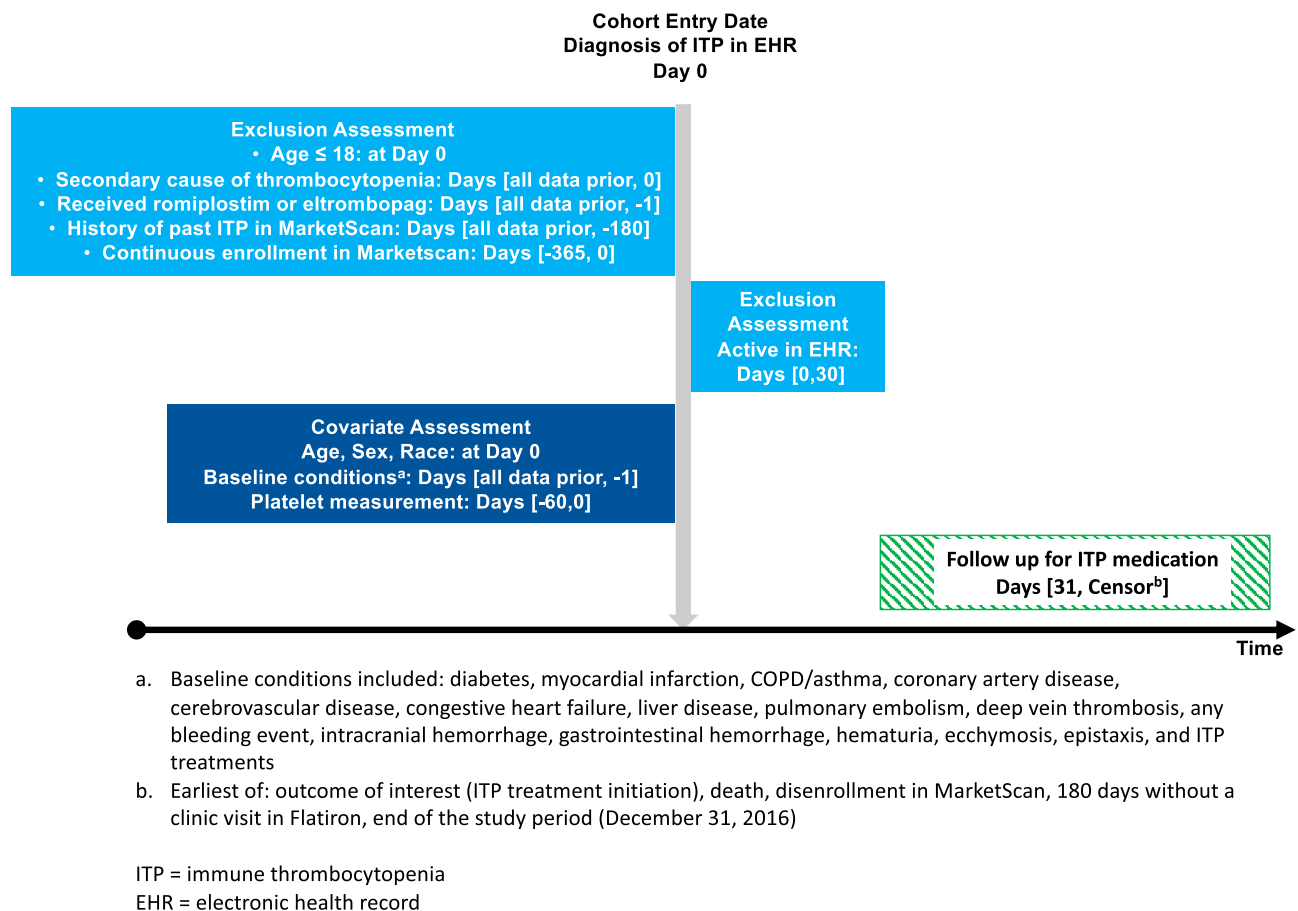 Cohort Entry Date
Diagnosis of ITP in EHR
Day 0
Exclusion Assessment
• Age ≤ 18: at Day 0
• Secondary cause of thrombocytopenia: Days [all data prior, 0]
• Received romiplostim or eltrombopag: Days [all data prior, -1]
• History of past ITP in MarketScan: Days [all data prior, -180]
• Continuous enrollment in Marketscan: Days [-365, 0]
Exclusion
Assessment
Active in EHR:
Days [0,30]
Covariate Assessment
Age, Sex, Race: at Day 0
Baseline conditionsᵃ: Days [all data prior, -1]
Platelet measurement: Days [-60,0]
Follow up for ITP medication
Days [31, Censorᵇ]
Time
a. Baseline conditions included: diabetes, myocardial infarction, COPD/asthma, coronary artery disease,
cerebrovascular disease, congestive heart failure, liver disease, pulmonary embolism, deep vein thrombosis, any
bleeding event, intracranial hemorrhage, gastrointestinal hemorrhage, hematuria, ecchymosis, epistaxis, and ITP
treatments
b. Earliest of: outcome of interest (ITP treatment initiation), death, disenrollment in MarketScan, 180 days without a
clinic visit in Flatiron, end of the study period (December 31, 2016)
ITP = immune thrombocytopenia
EHR = electronic health record